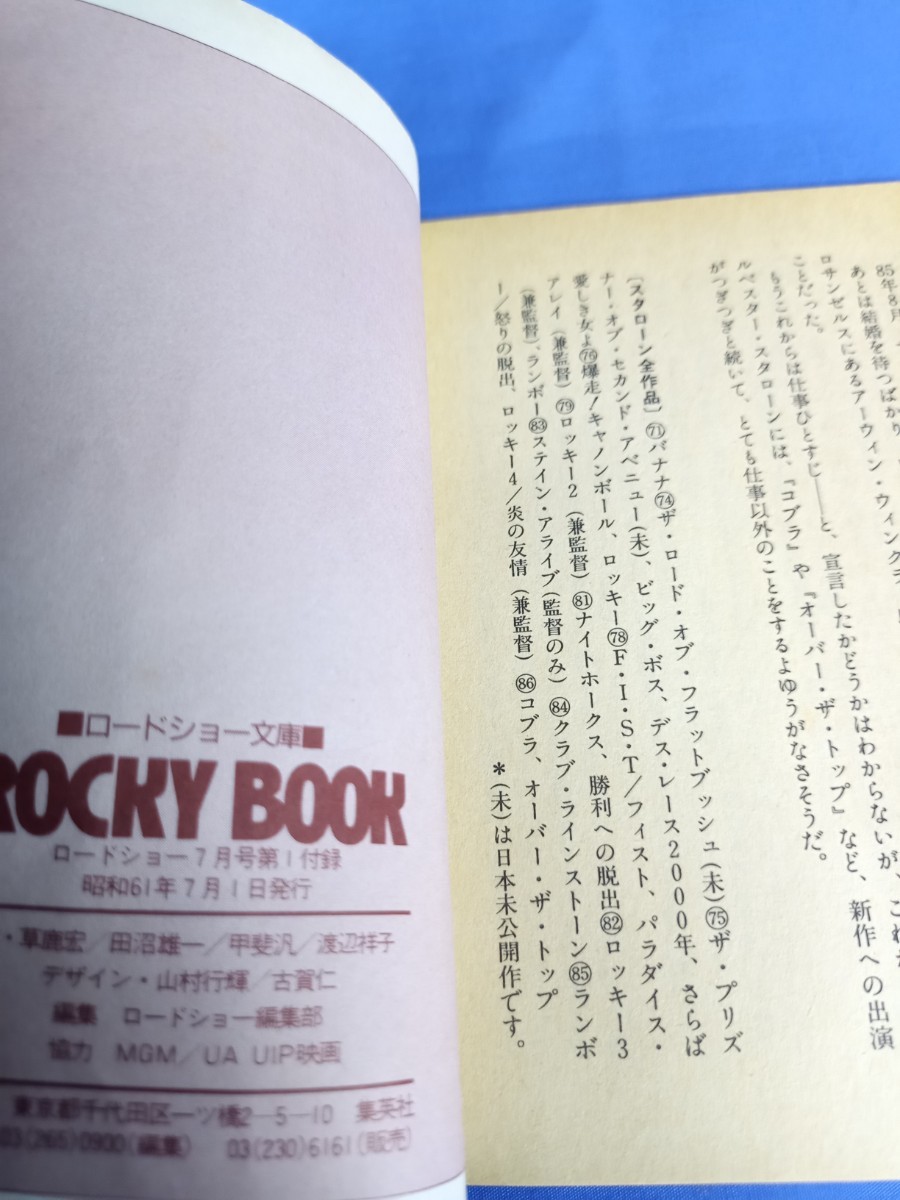 85年8月
あとは結婚を待つばかり
ロサンゼルスにあるアーウィン・ウィンクラ
ことだった。
もうこれからは仕事ひとすじ――と、宣言したかどうかはわからないが、これか
ルベスター・スタローンには、『コブラ』や『オーバー・ザ・トップ』など、新作への出演
がつぎつぎと続いて、とても仕事以外のことをするよゆうがなさそうだ。
〔スタローン全作品〕㋆バナナ㊆ザ・ロード・オブ・フラットブッシュ(未)㊄ザ・プリズ
ナー・オブ・セカンド・アベニュー(未)、ビッグ・ボス、デス・レース2000年、さらば
愛しき女よ76爆走!キャノンボール、ロッキー78F・I・S・T/フィスト、パラダイス・
アレイ(兼監督)79ロッキー2(兼監督)81ナイトホークス、勝利への脱出82ロッキー3
(兼監督)、ランボー83ステイン・アライブ(監督のみ)84クラブ・ラインストーン85ランボ
ー/怒りの脱出、ロッキー4/炎の友情(兼監督)86コブラ、オーバー・ザ・トップ
*(未)は日本未公開作です。
■ロードショー文庫■
ROCKY BOOK
ロードショー7月号第1付録
昭和61年7月1日発行
・草鹿宏/田沼雄一/甲斐汎/渡辺祥子
デザイン・山村行輝/古賀仁
編集 ロードショー編集部
協力 MGM/UA UIP映画
東京都千代田区一ツ橋2―5―10 集英社
03(265)0900(編集) 03(230)6161(販売)